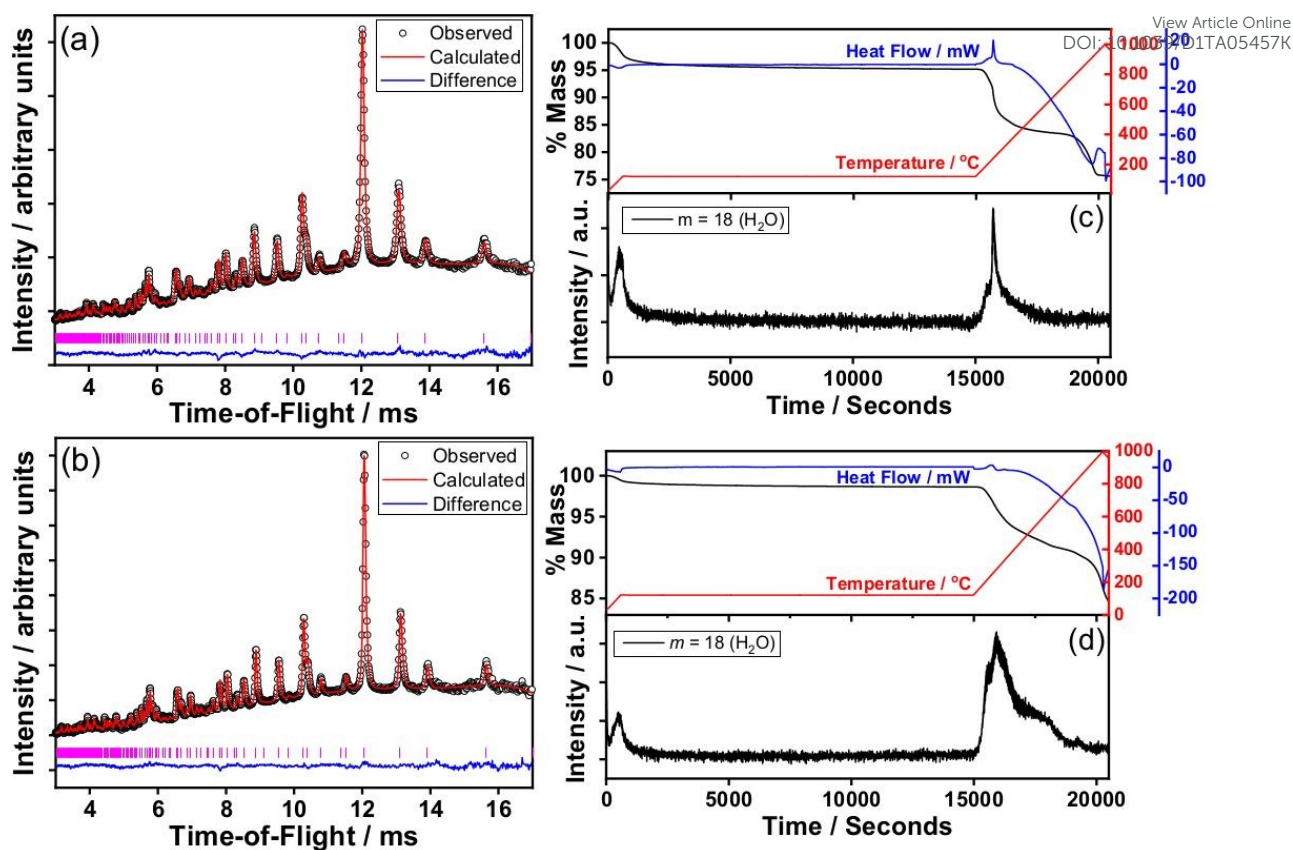 View Article Online
DOI: 10.1039/D1TA05457K
(a)
Observed
Calculated
Difference
Intensity / arbitrary units
4 6 8 10 12 14 16
Time-of-Flight / ms
100
95
90
85
80
75
% Mass
Heat Flow / mW
Temperature / °C
1000
800
600
400
200
20
0
-20
-40
-60
-80
-100
m = 18 (H₂O)
(c)
Intensity / a.u.
0 5000 10000 15000 20000
Time / Seconds
(b)
Observed
Calculated
Difference
Intensity / arbitrary units
4 6 8 10 12 14 16
Time-of-Flight / ms
100
95
90
85
% Mass
Heat Flow / mW
Temperature / °C
1000
800
600
400
200
0
0
-50
-100
-150
-200
m = 18 (H₂O)
(d)
Intensity / a.u.
0 5000 10000 15000 20000
Time / Seconds